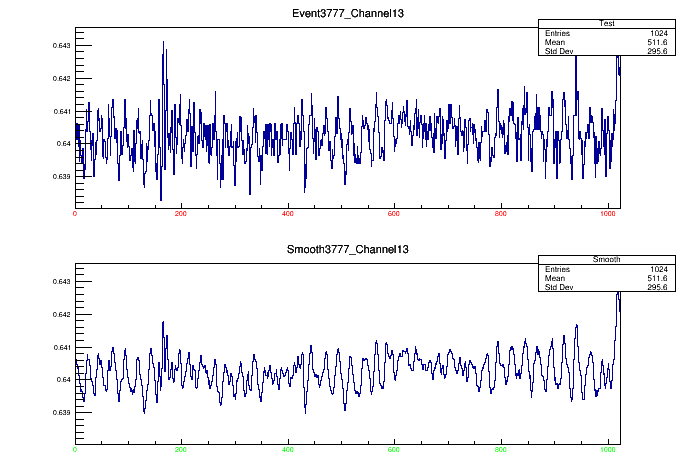 Event3777_Channel13
Test
Entries 1024
Mean 511.6
Std Dev 295.6
0.643
0.642
0.641
0.64
0.639
0 200 400 600 800 1000
Smooth3777_Channel13
Smooth
Entries 1024
Mean 511.6
Std Dev 295.6
0.643
0.642
0.641
0.64
0.639
0 200 400 600 800 1000